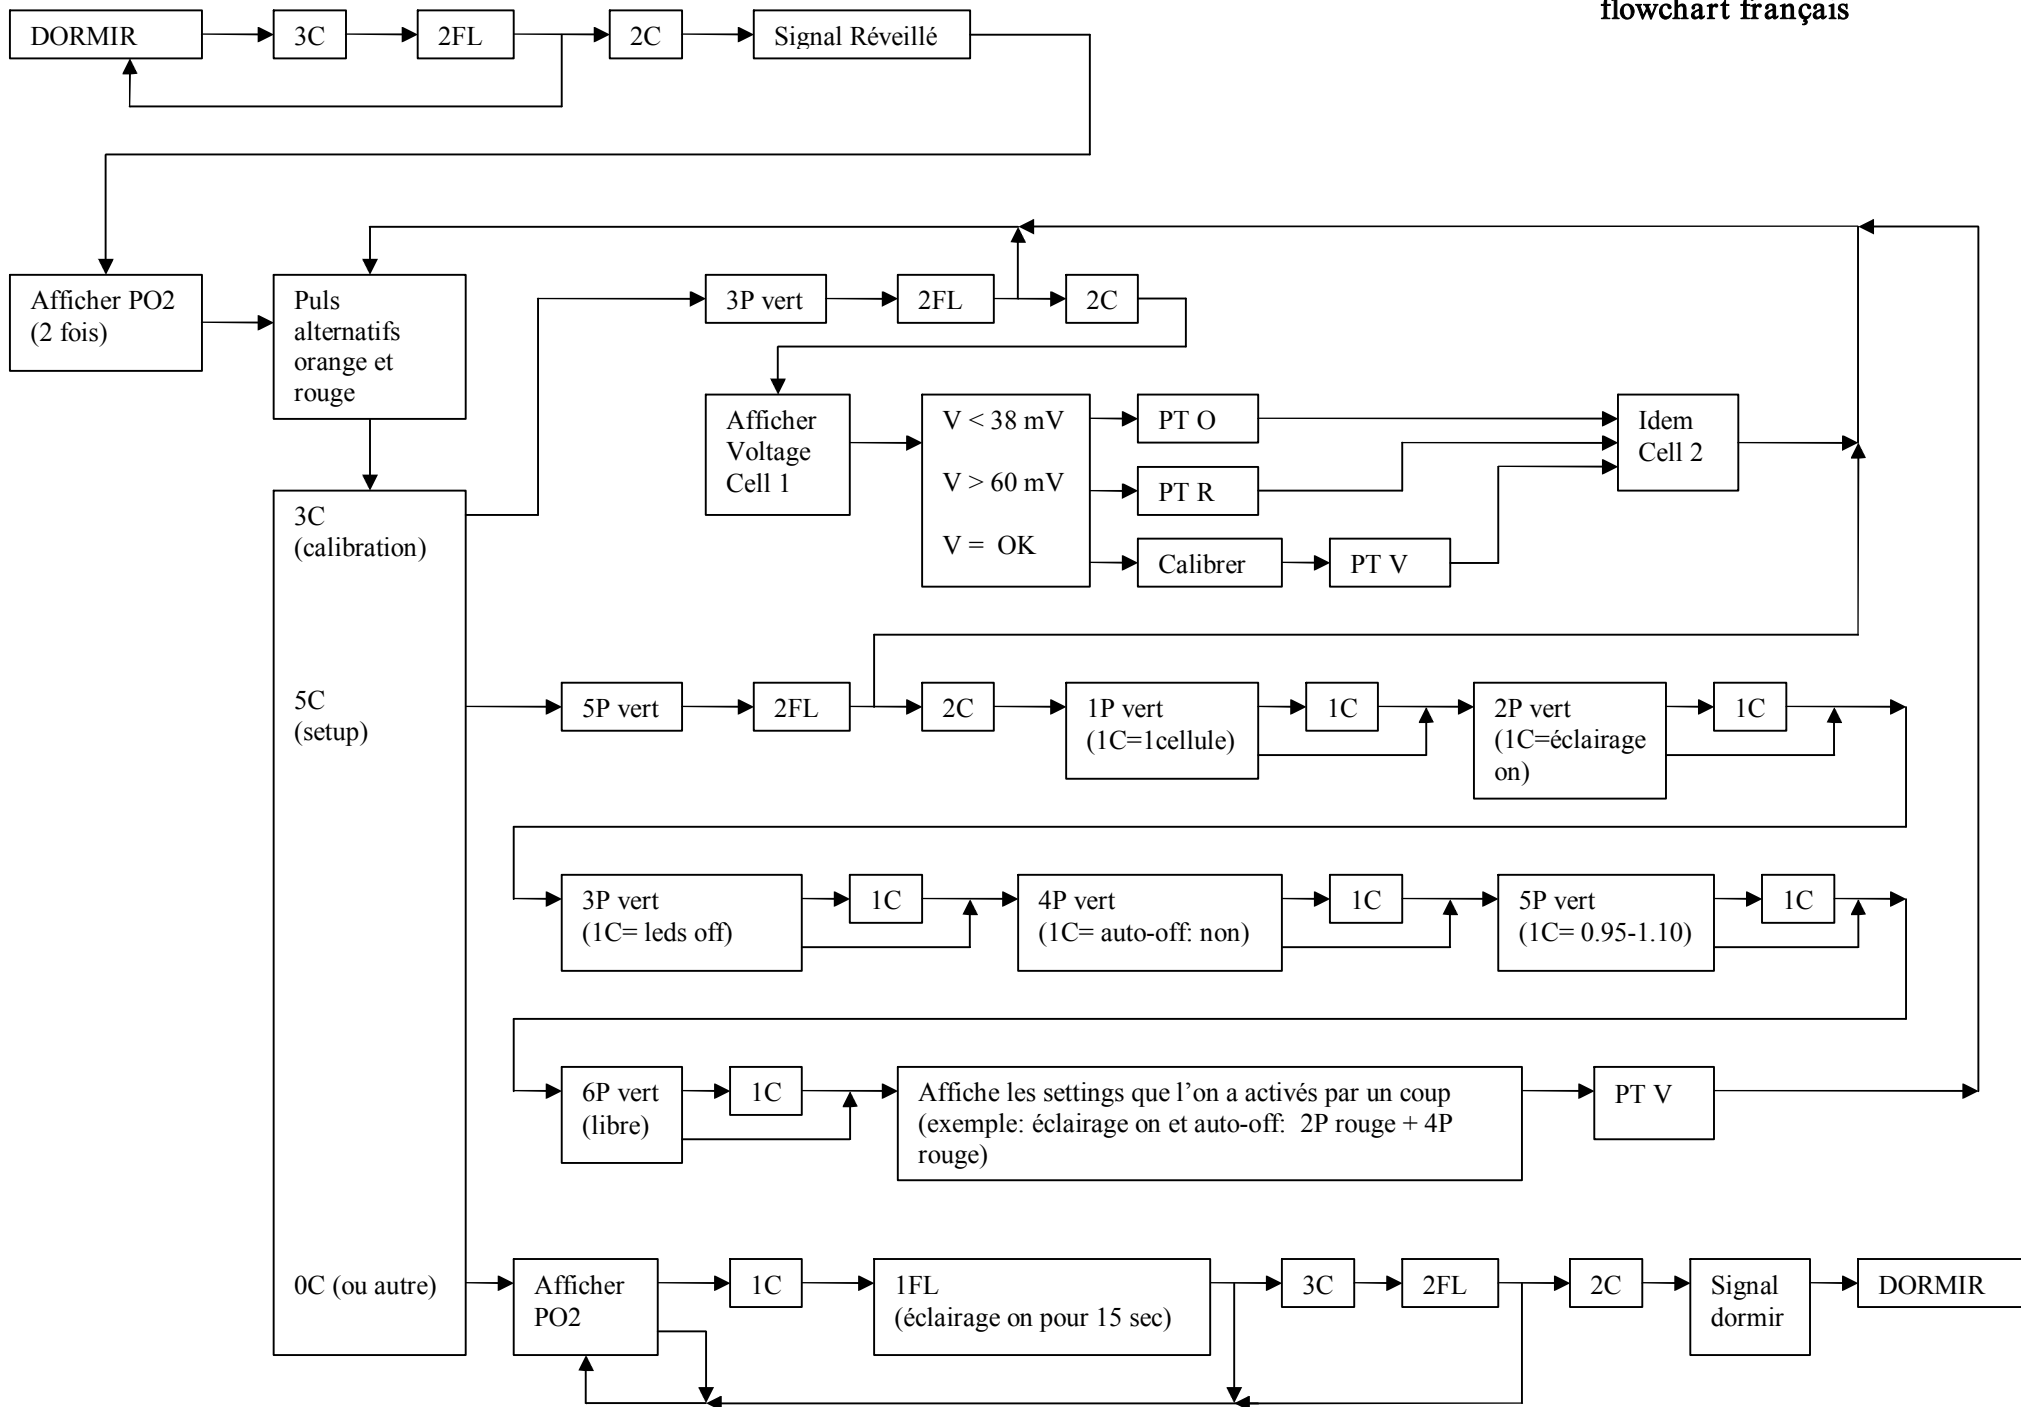 flowchart français
DORMIR
3C
2FL
2C
Signal Réveillé
Afficher PO2
(2 fois)
Puls
alternatifs
orange et
rouge
3P vert
2FL
2C
Afficher
Voltage
Cell 1
V < 38 mV
V > 60 mV
V = OK
PT O
PT R
Calibrer
PT V
Idem
Cell 2
3C
(calibration)
5C
(setup)
0C (ou autre)
5P vert
2FL
2C
1P vert
(1C=1cellule)
1C
2P vert
(1C=éclairage
on)
1C
3P vert
(1C= leds off)
1C
4P vert
(1C= auto-off: non)
1C
5P vert
(1C= 0.95-1.10)
1C
6P vert
(libre)
1C
Affiche les settings que l’on a activés par un coup
(exemple: éclairage on et auto-off: 2P rouge + 4P
rouge)
PT V
Afficher
PO2
1C
1FL
(éclairage on pour 15 sec)
3C
2FL
2C
Signal
dormir
DORMIR